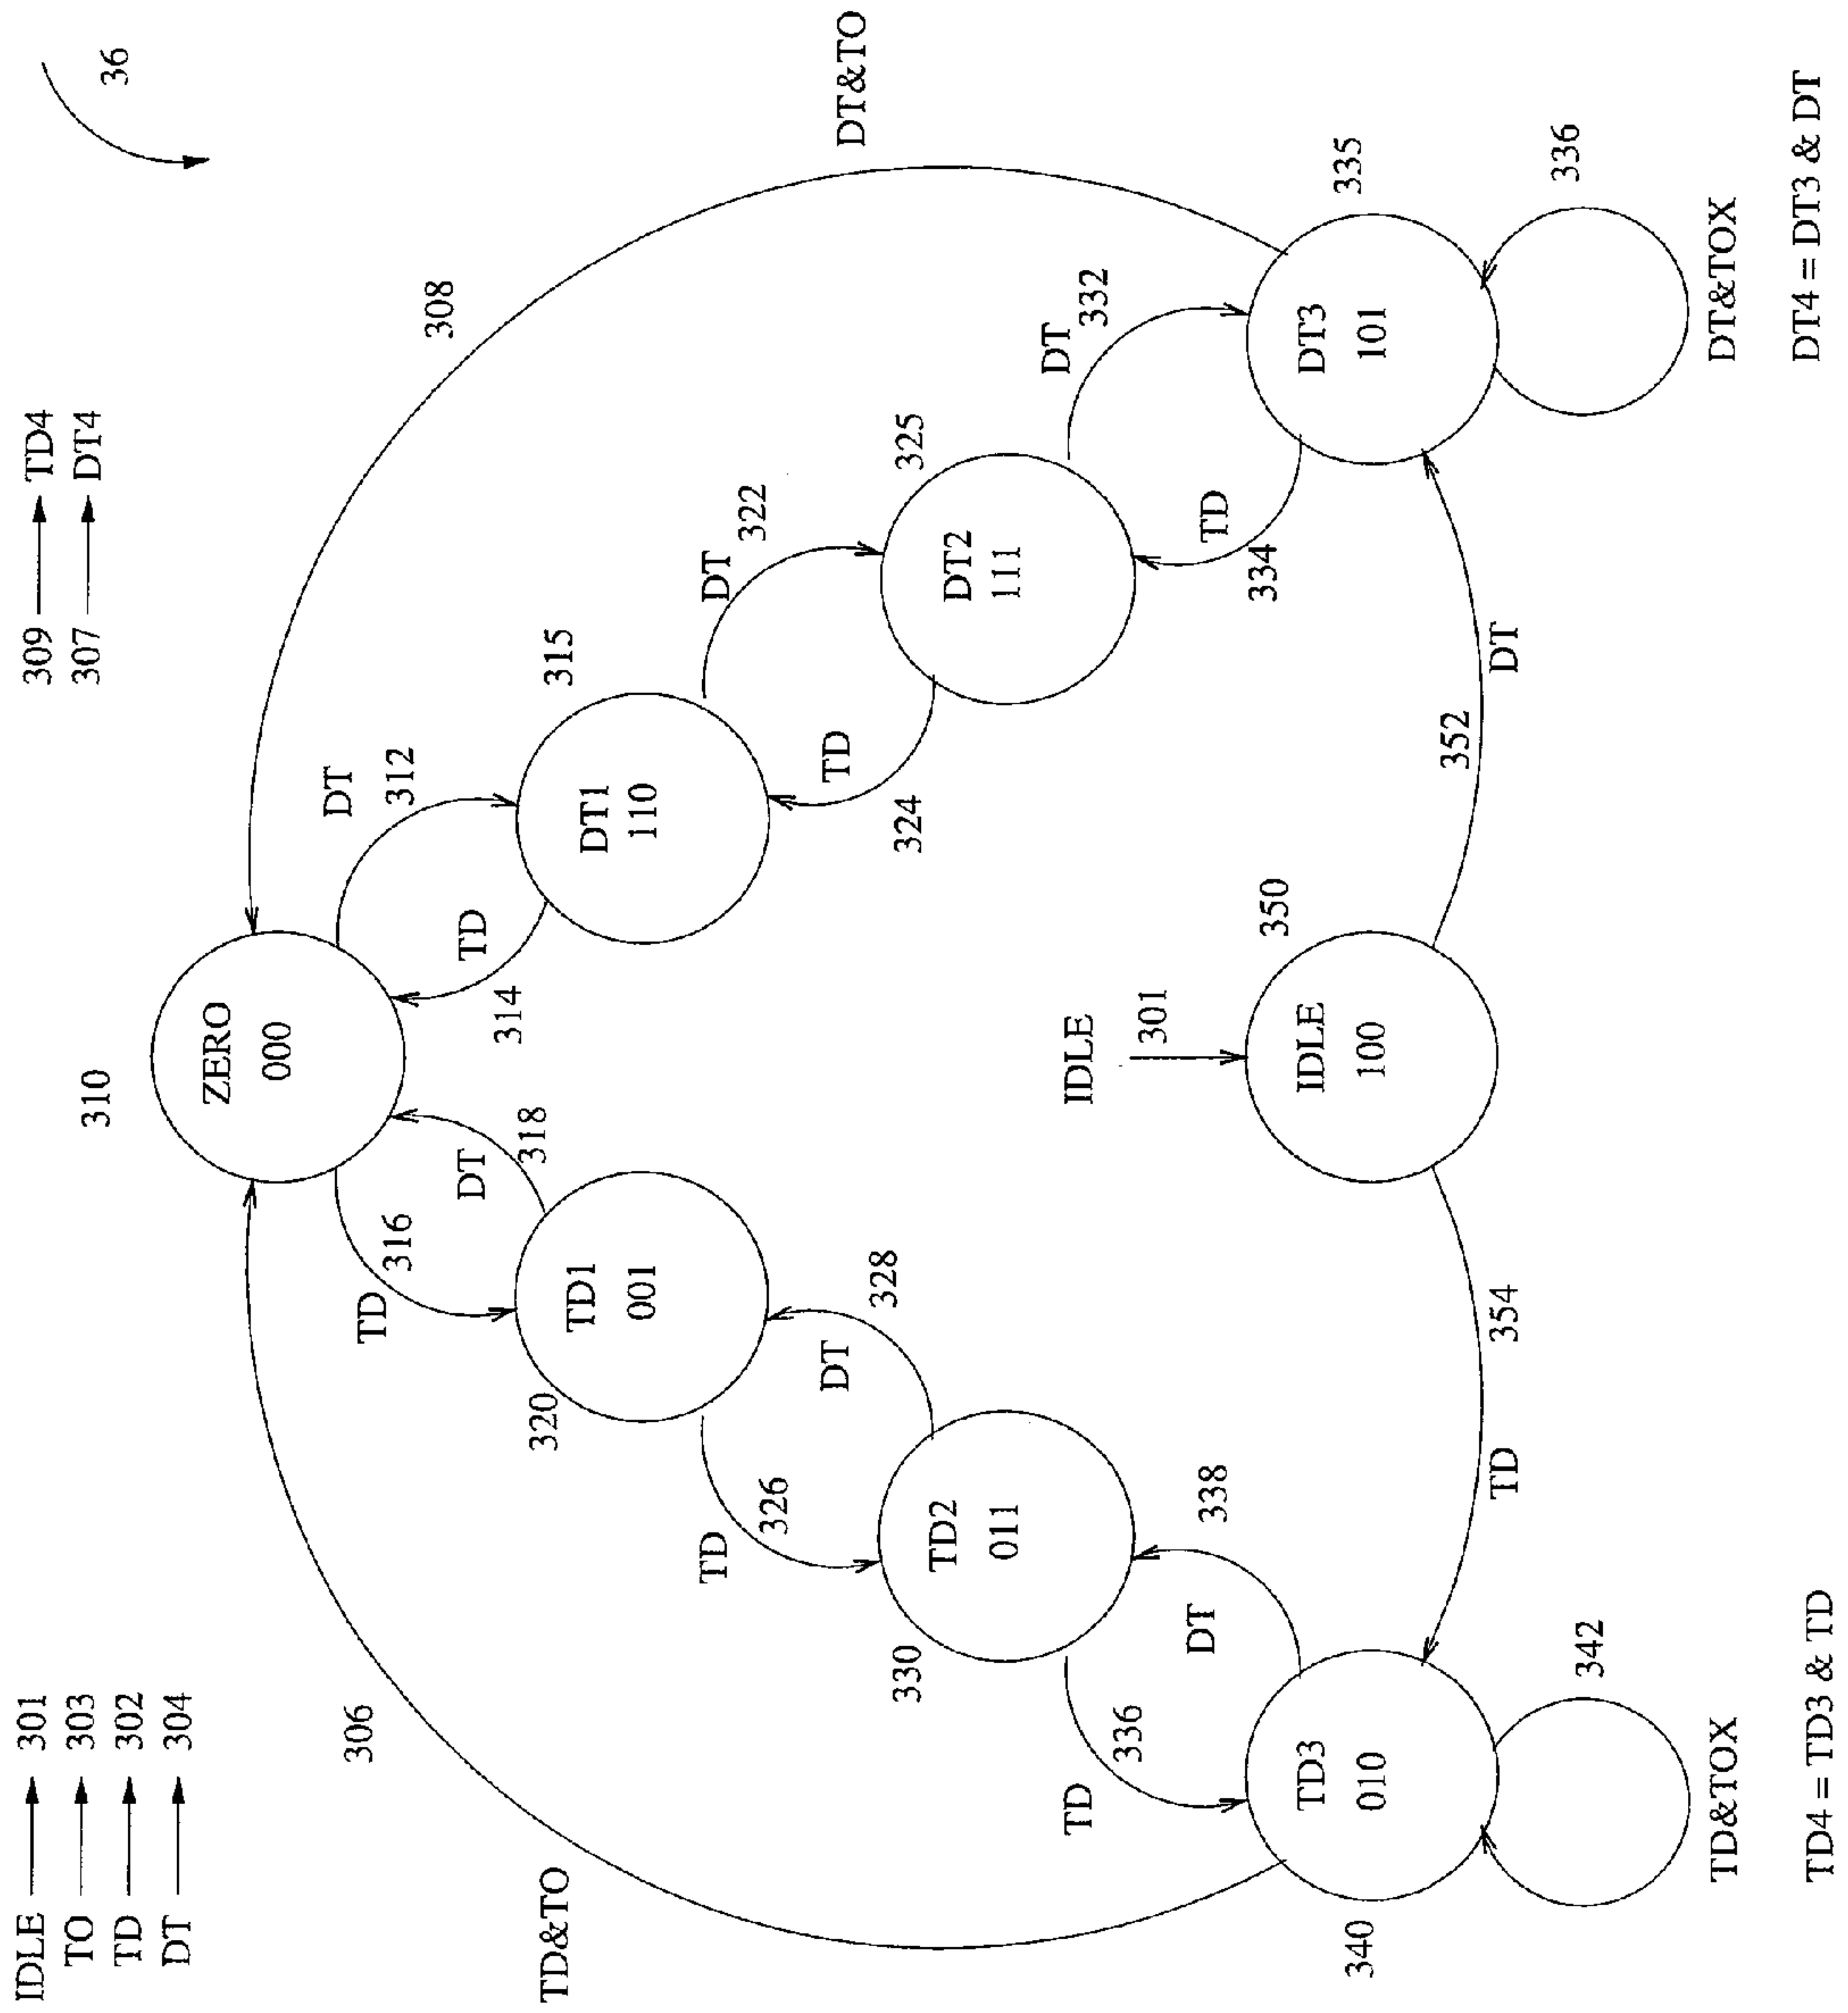 IDLE → 301
TO → 303
TD → 302
DT → 304
309 → TD4
307 → DT4
36
310
ZERO
000
306
308
TD&TO
DT&TO
TD
316
DT
318
DT
312
TD
314
320
TD1
001
315
DT1
110
TD
326
DT
328
DT
322
TD
324
330
TD2
011
325
DT2
111
TD
336
DT
338
DT
332
TD
334
IDLE
301
340
TD3
010
350
IDLE
100
335
DT3
101
354
TD
352
DT
342
336
TD&TOX
DT&TOX
TD4 = TD3 & TD
DT4 = DT3 & DT